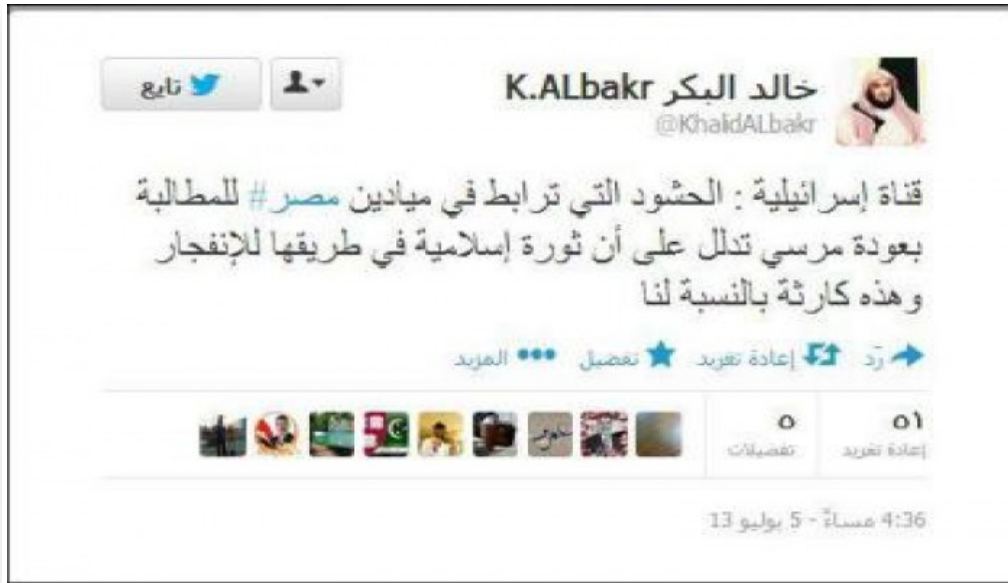 خالد البكر K.ALbakr
@KhalidALbakr
تابع
قناة إسرائيلية : الحشود التي ترابط في ميادين #مصر للمطالبة
بعودة مرسي تدلل على أن ثورة إسلامية في طريقها للإنفجار
وهذه كارثة بالنسبة لنا
رَد إعادة تغريد تفضيل المزيد
٥١ ٥
إعادة تغريد تفضيلات
4:36 مساءً - 5 يوليو 13